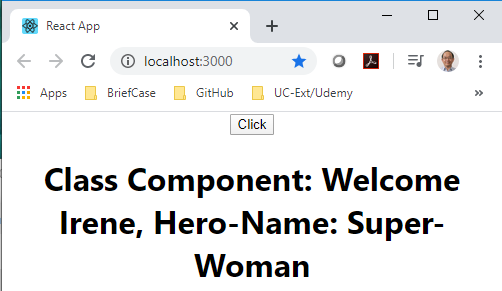 React App
localhost:3000
Apps BriefCase GitHub UC-Ext/Udemy »
Click
Class Component: Welcome
Irene, Hero-Name: Super-
Woman